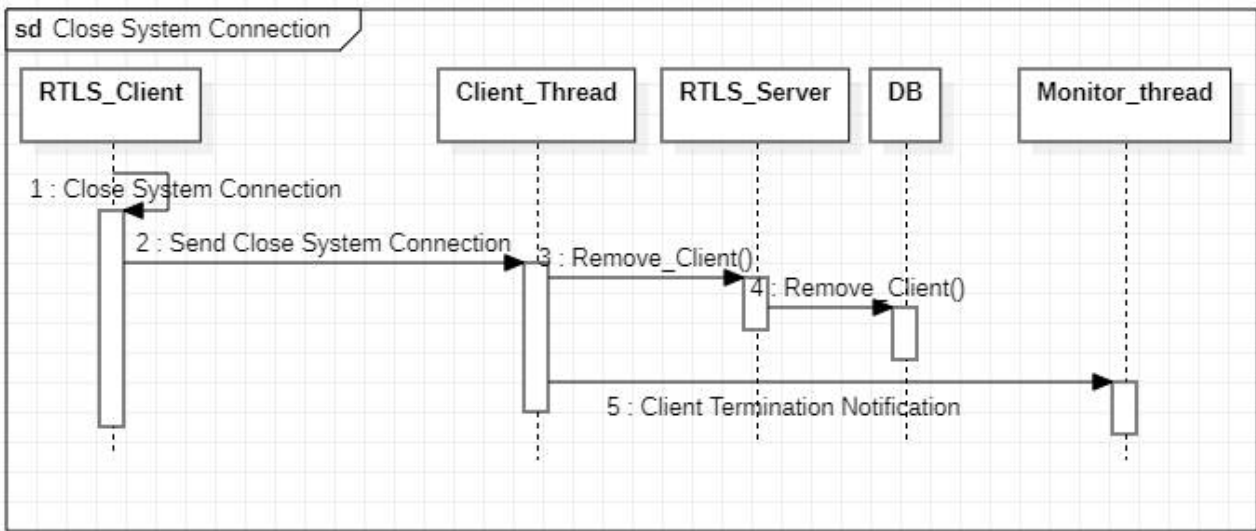 sd Close System Connection
RTLS_Client
Client_Thread
RTLS_Server
DB
Monitor_thread
1 : Close System Connection
2 : Send Close System Connection
3 : Remove_Client()
4 : Remove_Client()
5 : Client Termination Notification